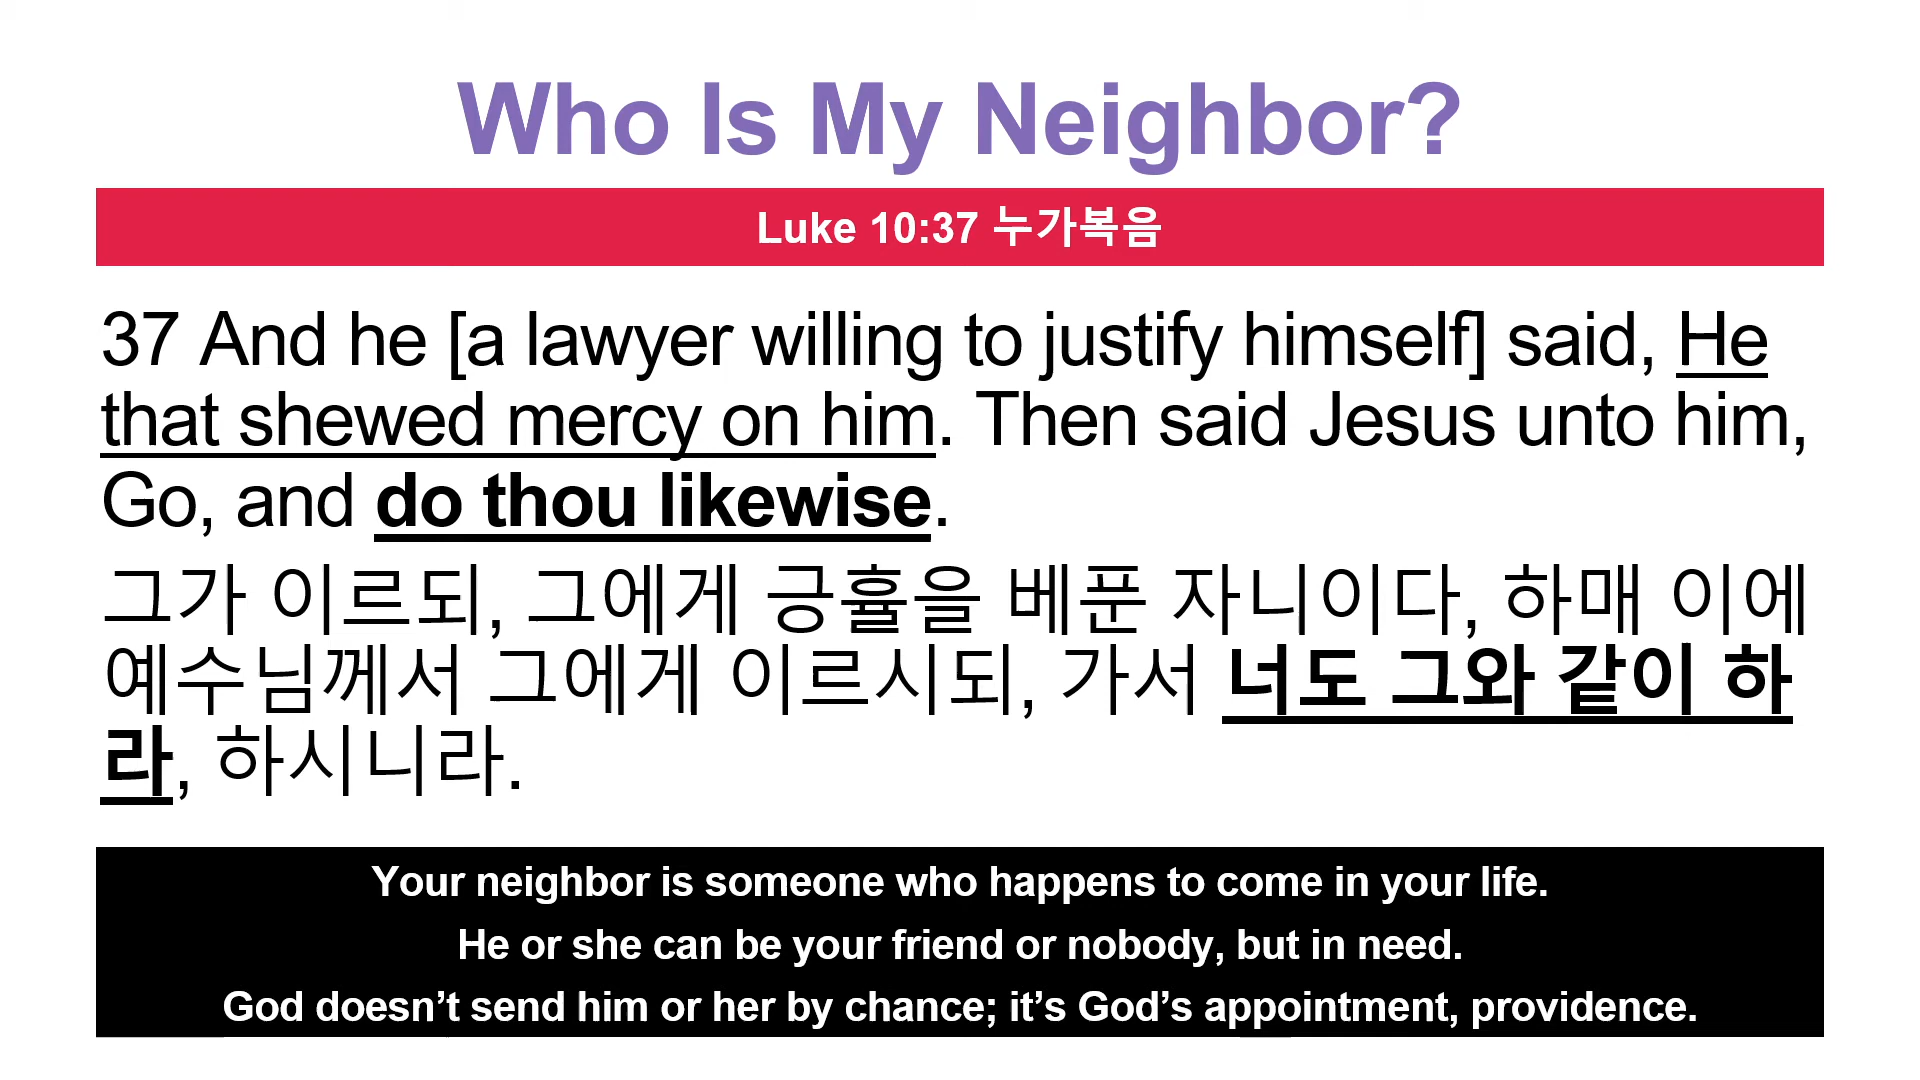 Who Is My Neighbor?
Luke 10:37 누가복음
37 And he [a lawyer willing to justify himself] said, He
that shewed mercy on him. Then said Jesus unto him,
Go, and do thou likewise.
그가 이르되, 그에게 긍휼을 베푼 자니이다, 하매 이에
예수님께서 그에게 이르시되, 가서 너도 그와 같이 하
라, 하시니라.
Your neighbor is someone who happens to come in your life.
He or she can be your friend or nobody, but in need.
God doesn’t send him or her by chance; it’s God’s appointment, providence.